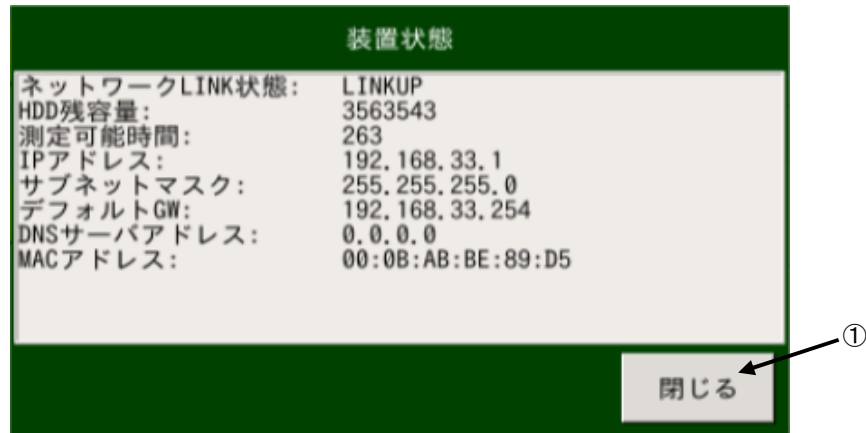 装置状態
ネットワークLINK状態: LINKUP
HDD残容量: 3563543
測定可能時間: 263
IPアドレス: 192.168.33.1
サブネットマスク: 255.255.255.0
デフォルトGW: 192.168.33.254
DNSサーバアドレス: 0.0.0.0
MACアドレス: 00:0B:AB:BE:89:D5
①
閉じる